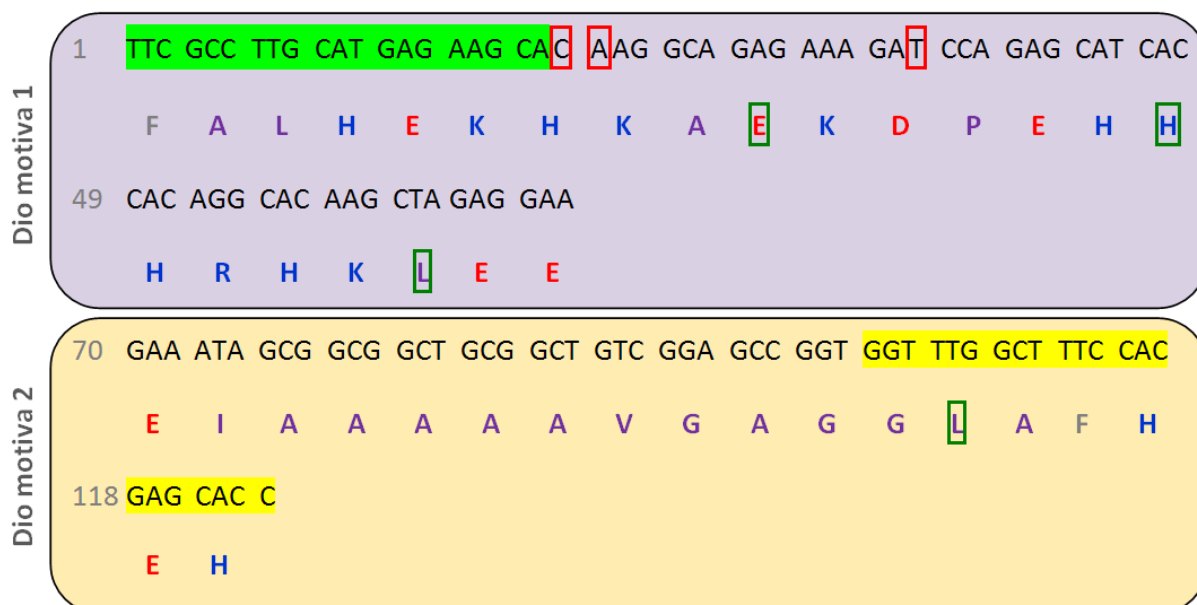 Dio motiva 1
1 TTC GCC TTG CAT GAG AAG CAC AAG GCA GAG AAA GAT CCA GAG CAT CAC
F A L H E K H K A E K D P E H H
49 CAC AGG CAC AAG CTA GAG GAA
H R H K L E E
Dio motiva 2
70 GAA ATA GCG GCG GCT GCG GCT GTC GGA GCC GGT GGT TTG GCT TTC CAC
E I A A A A A V G A G G L A F H
118 GAG CAC C
E H